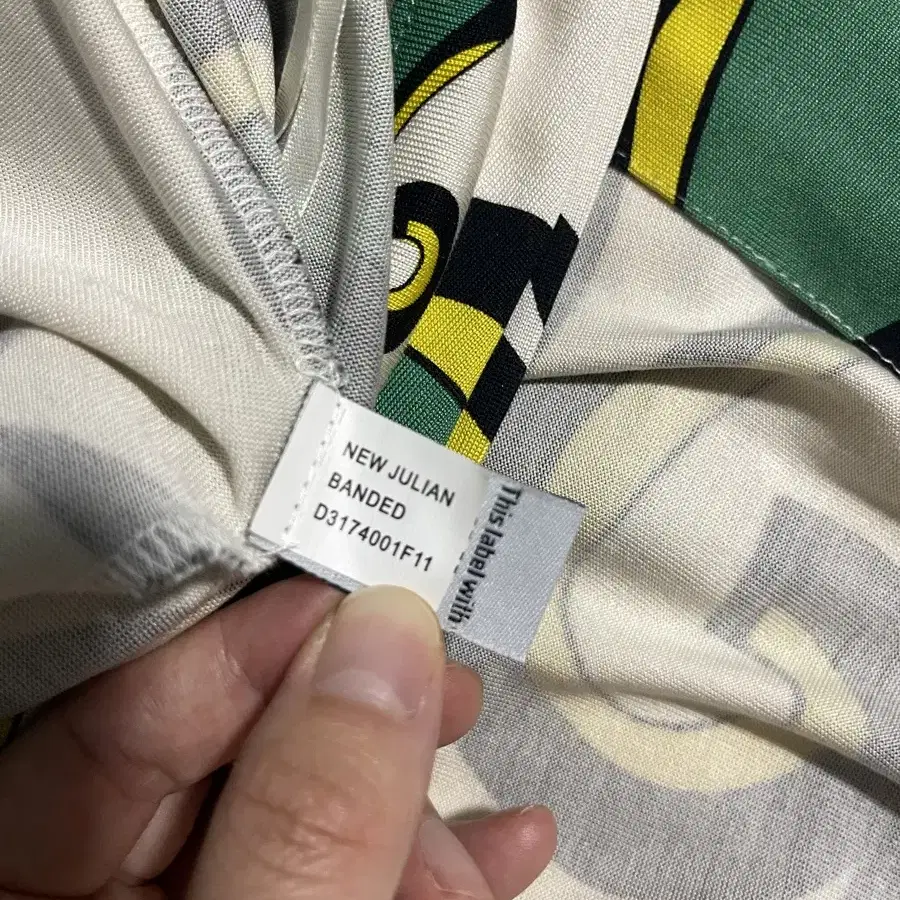 NEW JULIAN
BANDED
D3174001F11
This label with